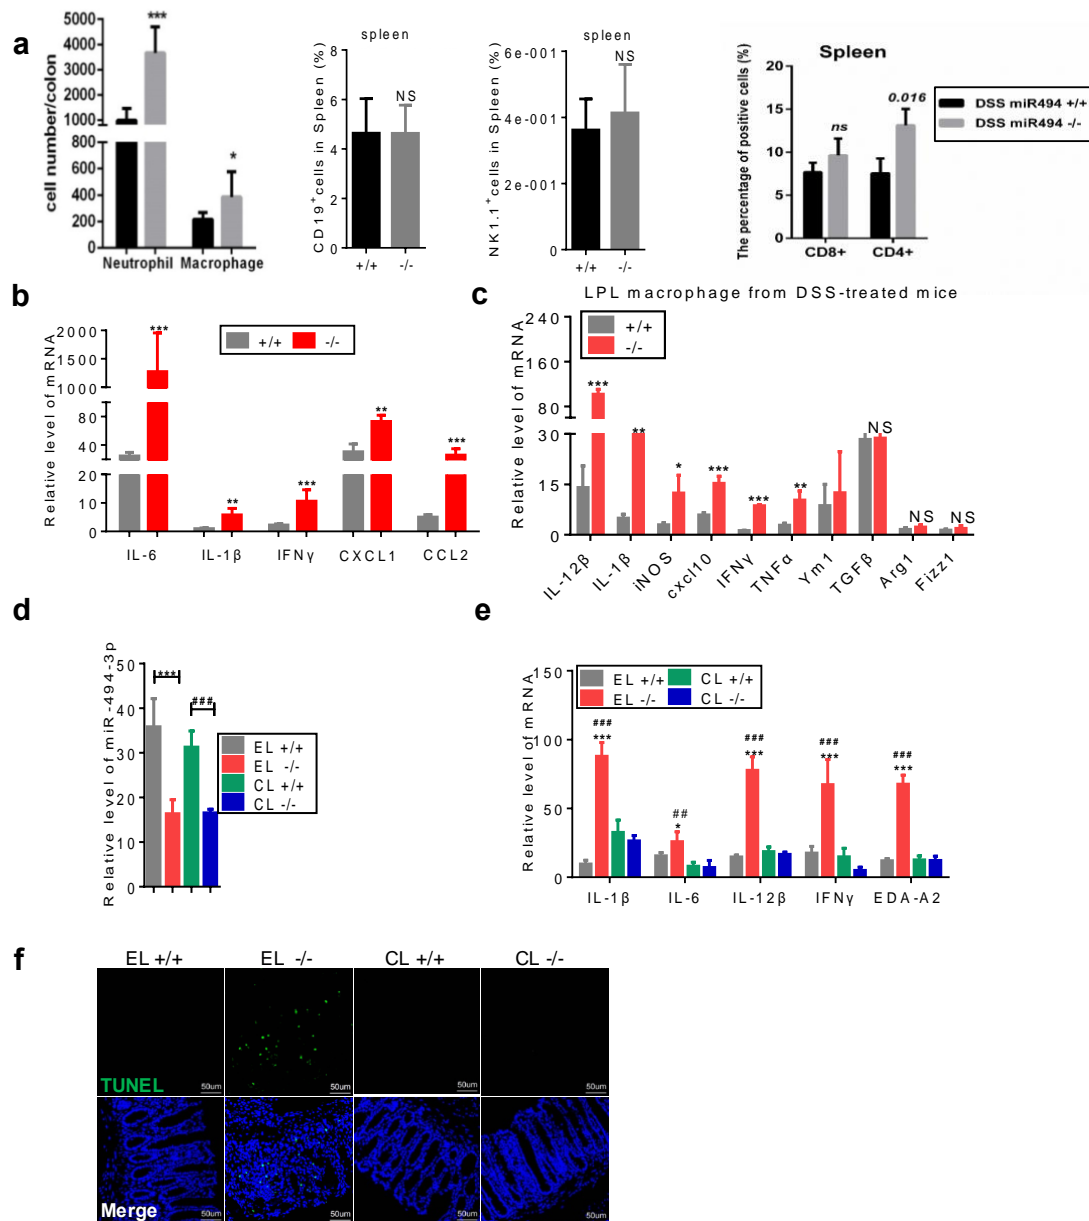 a
cell number/colon
5000
4000
3000
2000
1000
800
600
400
200
0
***
*
Neutrophil Macrophage
spleen
CD19+cells in Spleen (%)
8
6
4
2
0
NS
+/+ -/-
spleen
NK1.1+cells in Spleen (%)
6e-001
4e-001
2e-001
0
NS
+/+ -/-
Spleen
The percentage of positive cells (%)
20
15
10
5
0
ns
0.016
CD8+ CD4+
DSS miR494 +/+
DSS miR494 -/-
b
Relative level of mRNA
2000
1500
1000
80
40
20
10
0
+/+ -/-
***
**
***
**
***
IL-6 IL-1β IFNγ CXCL1 CCL2
c
LPL macrophage from DSS-treated mice
Relative level of mRNA
240
160
80
30
15
0
+/+
-/-
***
**
*
***
***
**
NS
NS
NS
IL-12β IL-1β iNOS cxcl10 IFNγ TNFα Ym1 TGFβ Arg1 Fizz1
d
Relative level of miR-494-3p
50
40
30
20
10
0
***
###
EL +/+
EL -/-
CL +/+
CL -/-
e
Relative level of mRNA
150
100
50
0
EL +/+ CL +/+
EL -/- CL -/-
###
***
##
*
###
***
###
***
###
***
IL-1β IL-6 IL-12β IFNγ EDA-A2
f
EL +/+ EL -/- CL +/+ CL -/-
TUNEL
50um 50um 50um 50um
Merge
50um 50um 50um 50um